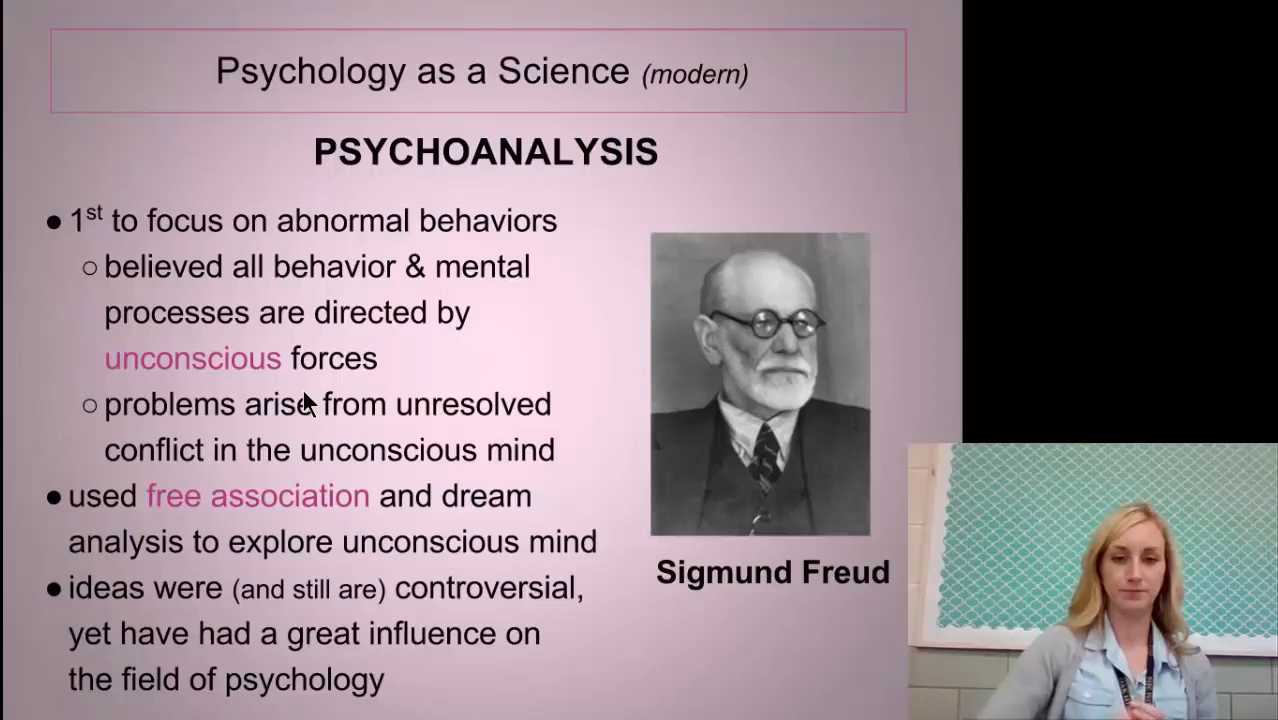 Psychology as a Science (modern)
PSYCHOANALYSIS
● 1st to focus on abnormal behaviors
○ believed all behavior & mental
processes are directed by
unconscious forces
○ problems arise from unresolved
conflict in the unconscious mind
● used free association and dream
analysis to explore unconscious mind
● ideas were (and still are) controversial,
yet have had a great influence on
the field of psychology
Sigmund Freud